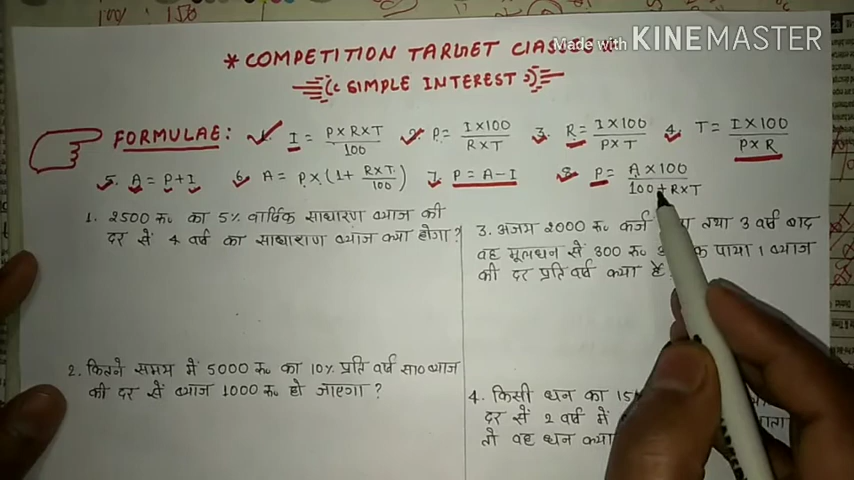 Made with KINEMASTER
* COMPETITION TARGET CLASSES *
(( SIMPLE INTEREST ))
FORMULAE: 1. I = P×R×T/100 2. P = I×100/R×T 3. R = I×100/P×T 4. T = I×100/P×R
5. A = P+I 6. A = P×(1+ R×T/100) 7. P = A-I 8. P = A×100/100+R×T
1. 2500 रू० का 5% वार्षिक साधारण ब्याज की
दर से 4 वर्ष का साधारण ब्याज क्या होगा?
2. कितने समय में 5000 रू० का 10% प्रति वर्ष सा० ब्याज
की दर से ब्याज 1000 रू० हो जाएगा?
3. अजय 2000 रू० कर्ज तथा 3 वर्ष बाद
वह मूलधन से 300 रू० पाया। ब्याज
की दर प्रति वर्ष क्या है
4. किसी धन का
दर से 2 वर्ष में
तो वह धन क्या